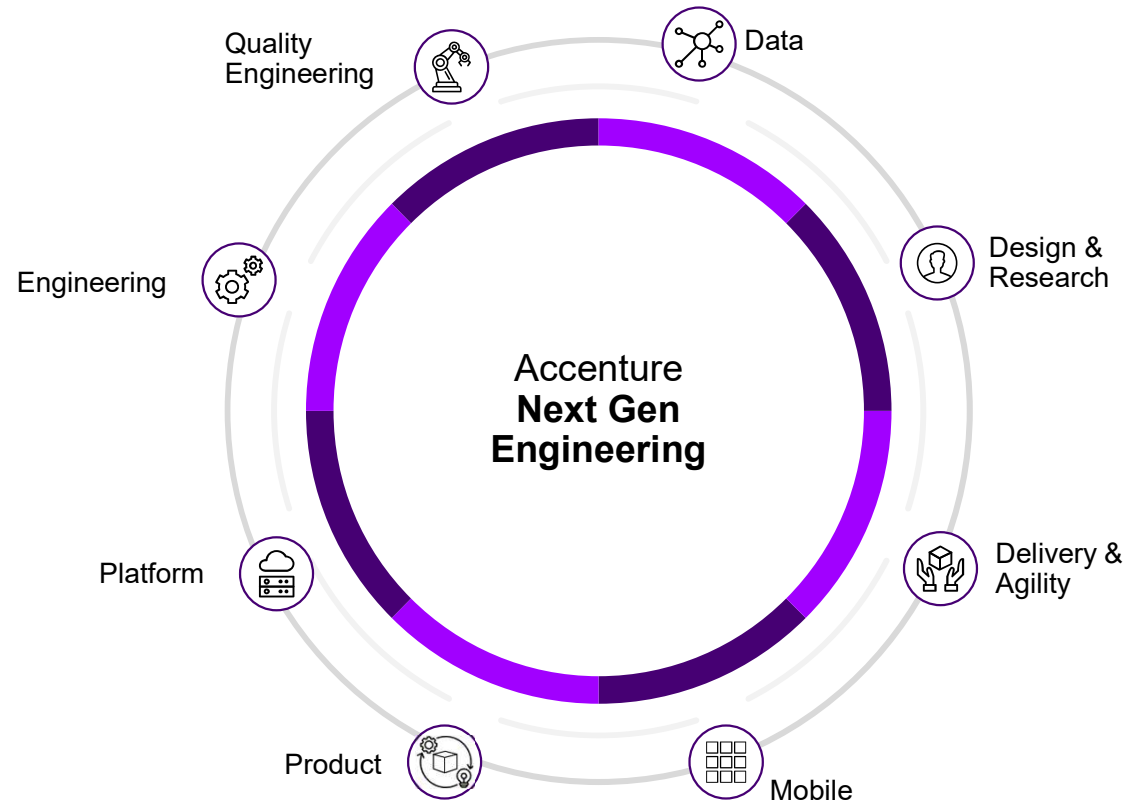 Quality
Engineering
Data
Design &
Research
Engineering
Accenture
Next Gen
Engineering
Delivery &
Agility
Platform
Product
Mobile